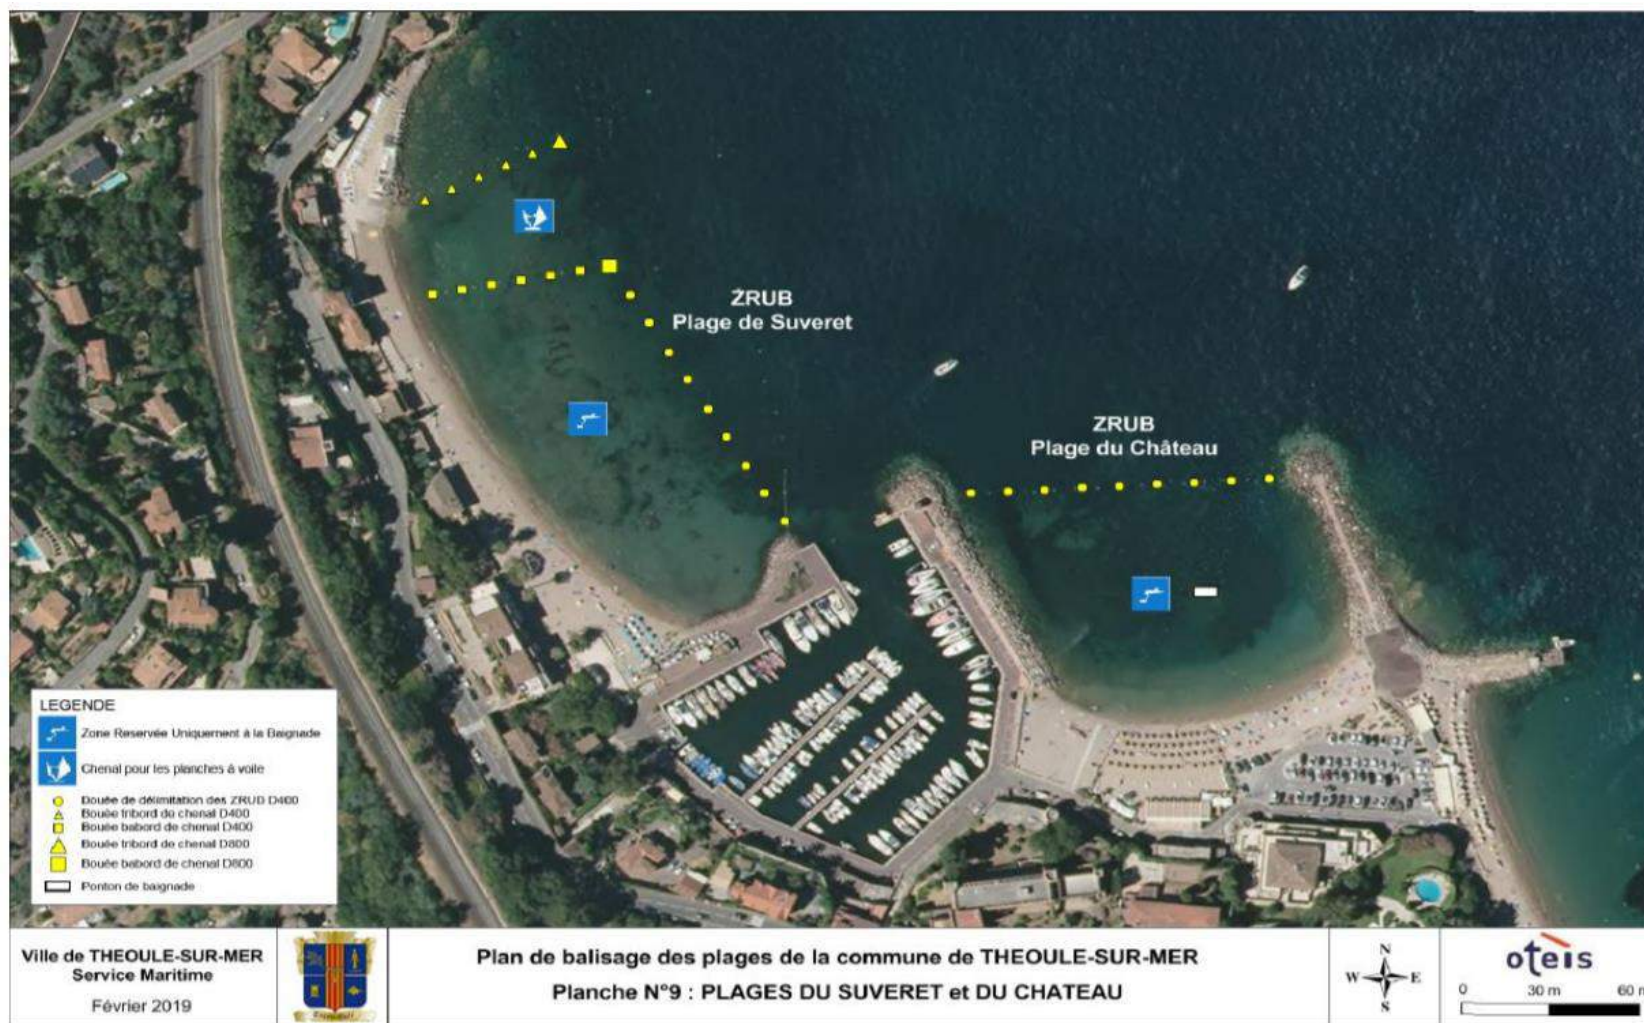 ZRUB
Plage de Suveret
ZRUB
Plage du Château
LEGENDE
Zone Reservée Uniquement à la Baignade
Chenal pour les planches à voile
Bouée de délimitation des ZRUB D400
Bouée tribord de chenal D400
Bouée babord de chenal D400
Bouée tribord de chenal D800
Bouée babord de chenal D800
Ponton de baignade
Ville de THEOULE-SUR-MER
Service Maritime
Février 2019
Plan de balisage des plages de la commune de THEOULE-SUR-MER
Planche N°9 : PLAGES DU SUVERET et DU CHATEAU
N
W E
S
oteis
0 30 m 60 m